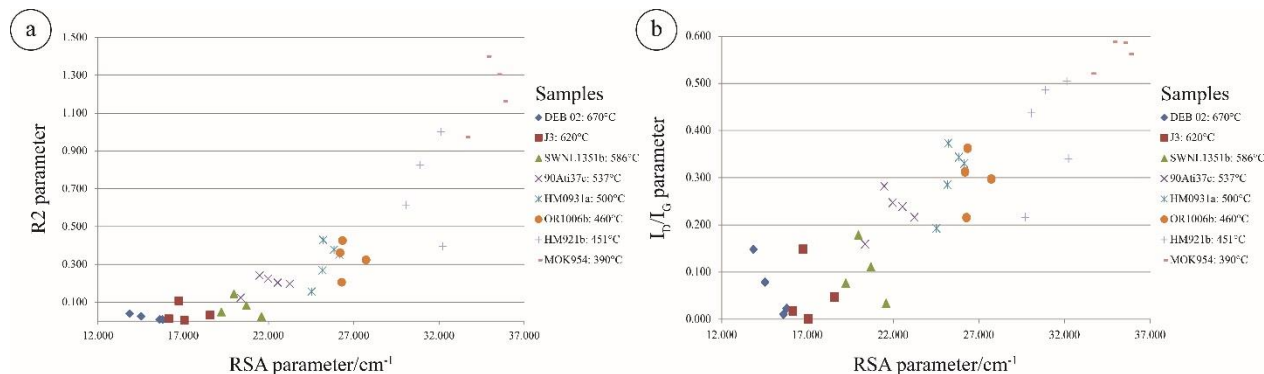 a
1.500
1.300
1.100
0.900
0.700
0.500
0.300
0.100
R2 parameter
12.000 17.000 22.000 27.000 32.000 37.000
RSA parameter/cm-1
Samples
DEB 02: 670°C
J3: 620°C
SWNL1351b: 586°C
90Ati37c: 537°C
HM0931a: 500°C
OR1006b: 460°C
HM921b: 451°C
MOK954: 390°C
b
0.600
0.500
0.400
0.300
0.200
0.100
0.000
ID/IG parameter
12.000 17.000 22.000 27.000 32.000 37.000
RSA parameter/cm-1
Samples
DEB 02: 670°C
J3: 620°C
SWNL1351b: 586°C
90Ati37c: 537°C
HM0931a: 500°C
OR1006b: 460°C
HM921b: 451°C
MOK954: 390°C